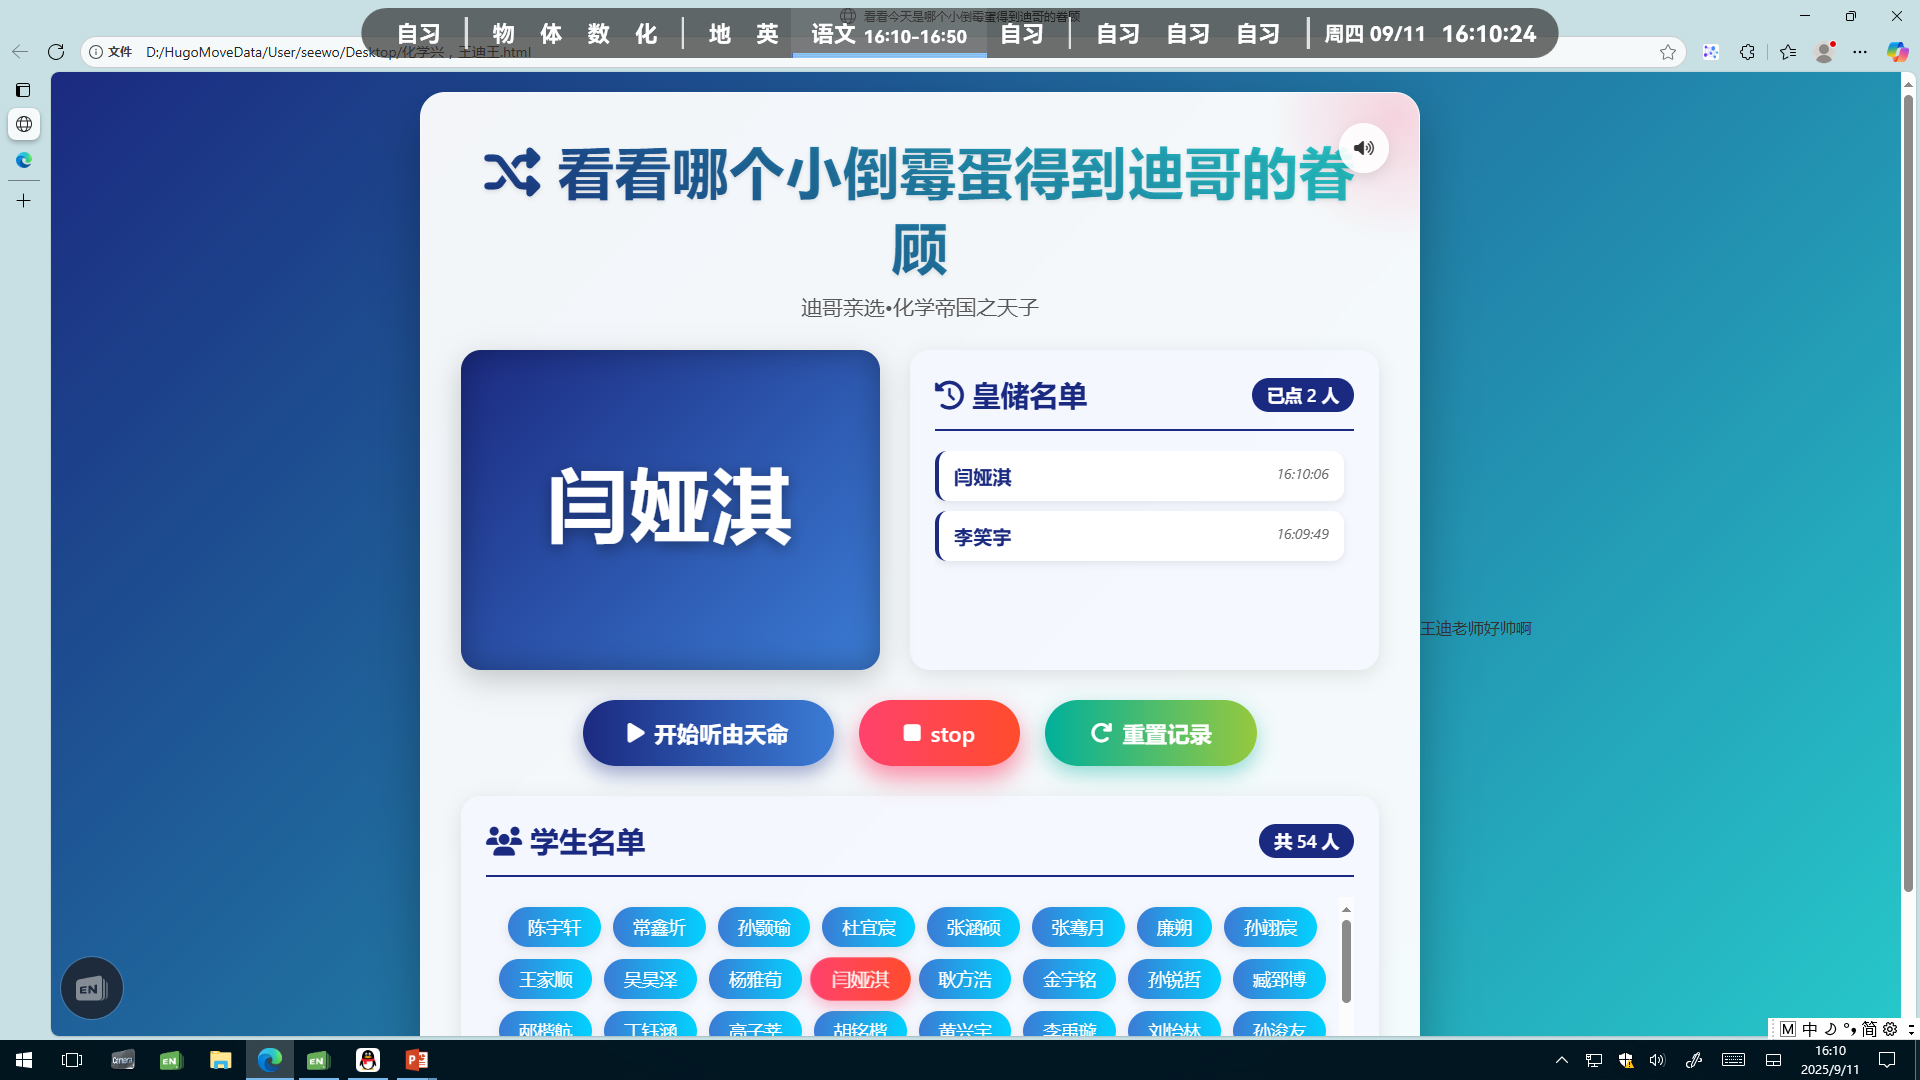 看看今天是哪个小倒霉蛋得到迪哥的眷顾
自习 物 体 数 化 地 英 语文 16:10-16:50 自习 自习 自习 自习 周四 09/11 16:10:24
文件 D:/HugoMoveData/User/seewo/Desktop/化学兴，王迪王.html
看看哪个小倒霉蛋得到迪哥的眷
顾
迪哥亲选•化学帝国之天子
闫娅淇
皇储名单 已点 2 人
闫娅淇 16:10:06
李笑宇 16:09:49
王迪老师好帅啊
开始听由天命 stop 重置记录
学生名单 共 54 人
陈宇轩 常鑫圻 孙颢瑜 杜宜宸 张涵硕 张骞月 廉朔 孙翊宸
王家顺 吴昊泽 杨雅荀 闫娅淇 耿方浩 金宇铭 孙锐哲 臧郅博
郝楷航 丁钰涵 高子莘 胡铭楷 黄兴宇 李禹璇 刘怡林 孙浚友
EN
M 中 简
Camera EN EN
16:10
2025/9/11